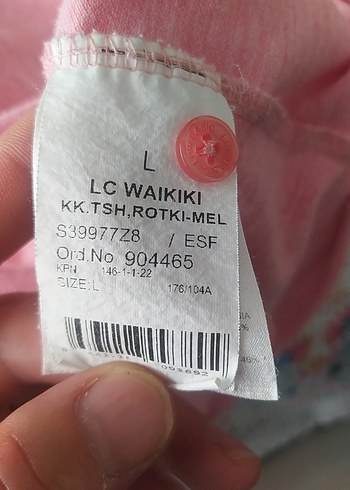 L
LC WAIKIKI
KK.TSH,ROTKI-MEL
S39977Z8 / ESF
Ord.No 904465
KPN 146-1-1-22
SIZE:L 176/104A